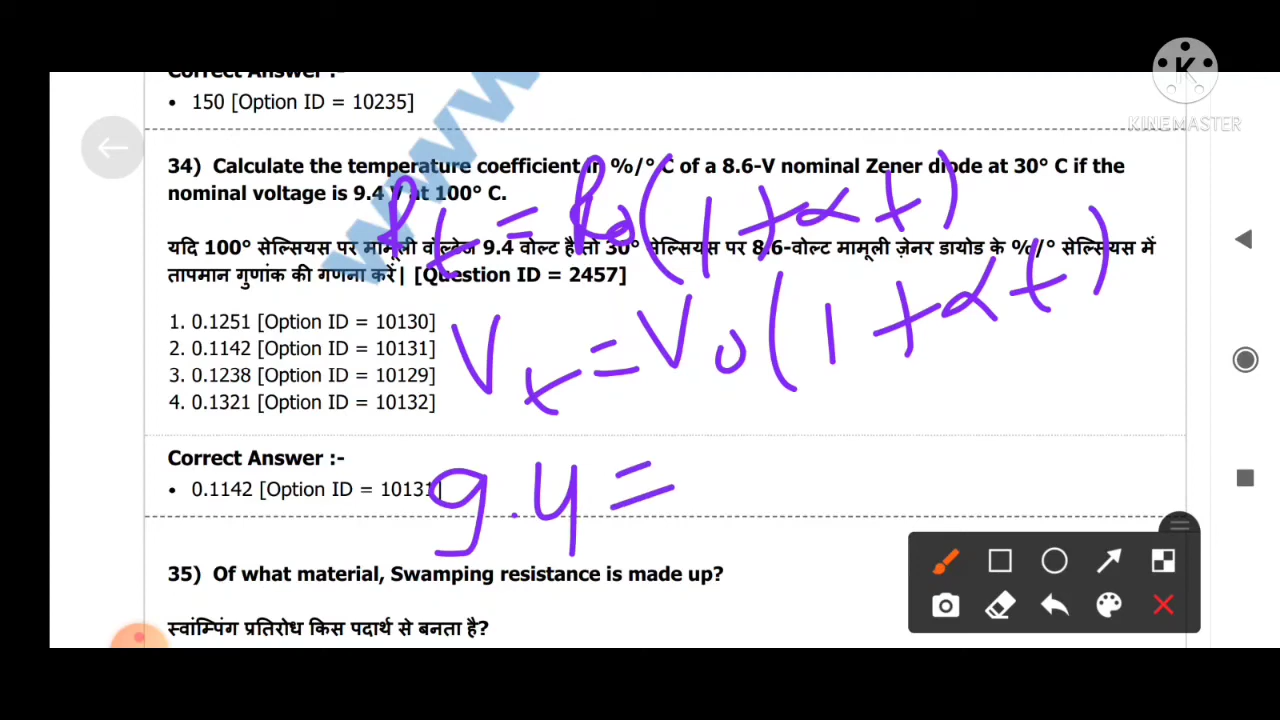 Correct Answer :-
• 150 [Option ID = 10235]
K
KINEMASTER
34) Calculate the temperature coefficient in %/° C of a 8.6-V nominal Zener diode at 30° C if the
nominal voltage is 9.4 V at 100° C.
Rt = R0(1+αt)
यदि 100° सेल्सियस पर मामूली वोल्टेज 9.4 वोल्ट है तो 30° सेल्सियस पर 8.6-वोल्ट मामूली ज़ेनर डायोड के %/° सेल्सियस में
तापमान गुणांक की गणना करें| [Question ID = 2457]
Vt = V0(1+αt)
1. 0.1251 [Option ID = 10130]
2. 0.1142 [Option ID = 10131]
3. 0.1238 [Option ID = 10129]
4. 0.1321 [Option ID = 10132]
Correct Answer :-
• 0.1142 [Option ID = 10131]
9.4 =
35) Of what material, Swamping resistance is made up?
स्वांम्पिंग प्रतिरोध किस पदार्थ से बनता है?
www.